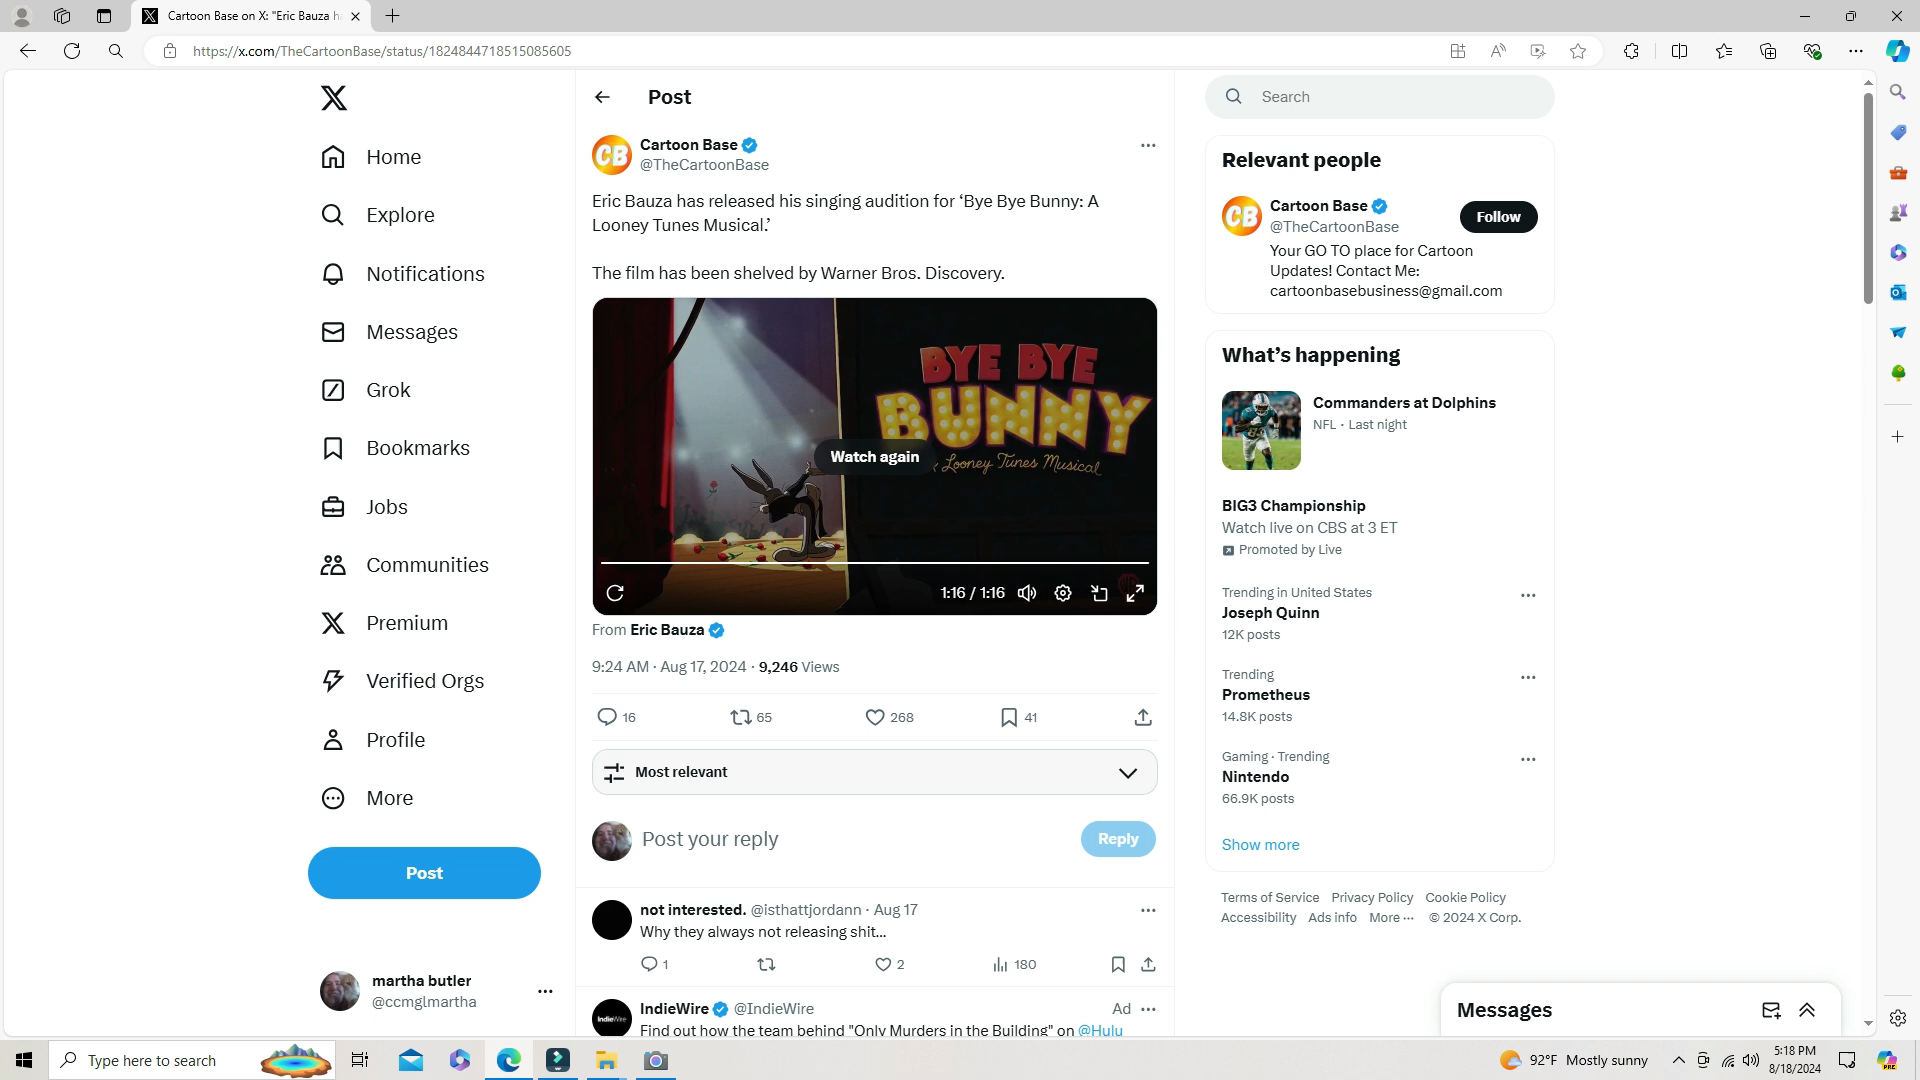 Cartoon Base on X: "Eric Bauza ha
https://x.com/TheCartoonBase/status/1824844718515085605
Home
Explore
Notifications
Messages
Grok
Bookmarks
Jobs
Communities
Premium
Verified Orgs
Profile
More
Post
martha butler
@ccmglmartha
Post
CB
Cartoon Base
@TheCartoonBase
Eric Bauza has released his singing audition for ‘Bye Bye Bunny: A
Looney Tunes Musical.’
The film has been shelved by Warner Bros. Discovery.
BYE BYE
BUNNY
Looney Tunes Musical
Watch again
1:16 / 1:16
From Eric Bauza
9:24 AM · Aug 17, 2024 · 9,246 Views
16
65
268
41
Most relevant
Post your reply
Reply
not interested. @isthattjordann · Aug 17
Why they always not releasing shit...
1
2
180
IndieWire
IndieWire @IndieWire
Ad
Find out how the team behind "Only Murders in the Building" on @Hulu
Search
Relevant people
CB
Cartoon Base
@TheCartoonBase
Follow
Your GO TO place for Cartoon
Updates! Contact Me:
cartoonbasebusiness@gmail.com
What’s happening
Commanders at Dolphins
NFL · Last night
BIG3 Championship
Watch live on CBS at 3 ET
Promoted by Live
Trending in United States
Joseph Quinn
12K posts
Trending
Prometheus
14.8K posts
Gaming · Trending
Nintendo
66.9K posts
Show more
Terms of Service Privacy Policy Cookie Policy
Accessibility Ads info More ··· © 2024 X Corp.
Messages
Type here to search
92°F Mostly sunny
5:18 PM
8/18/2024
PRE